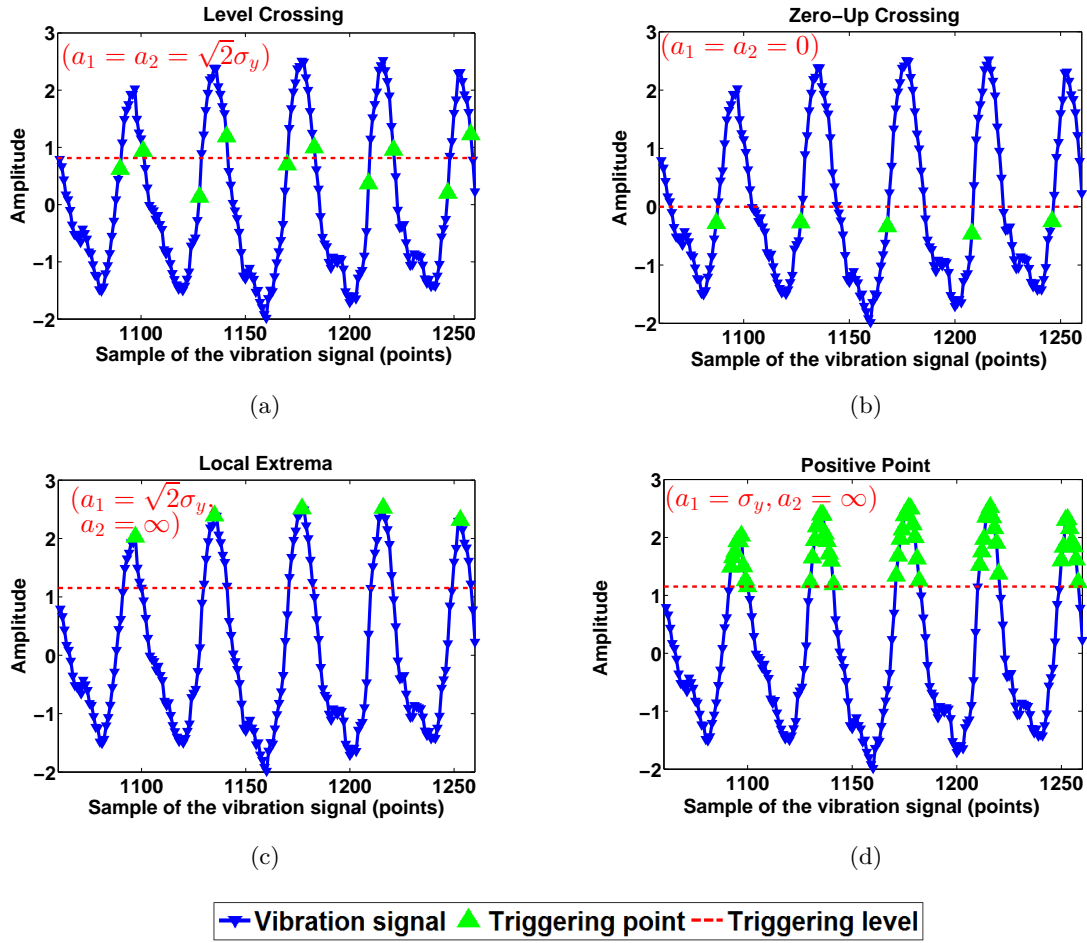 Level Crossing
(a₁ = a₂ = √2σ_y)
Amplitude
3
2
1
0
−1
−2
1100 1150 1200 1250
Sample of the vibration signal (points)
(a)
Zero−Up Crossing
(a₁ = a₂ = 0)
Amplitude
3
2
1
0
−1
−2
1100 1150 1200 1250
Sample of the vibration signal (points)
(b)
Local Extrema
(a₁ = √2σ_y,
a₂ = ∞)
Amplitude
3
2
1
0
−1
−2
1100 1150 1200 1250
Sample of the vibration signal (points)
(c)
Positive Point
(a₁ = σ_y, a₂ = ∞)
Amplitude
3
2
1
0
−1
−2
1100 1150 1200 1250
Sample of the vibration signal (points)
(d)
Vibration signal Triggering point Triggering level